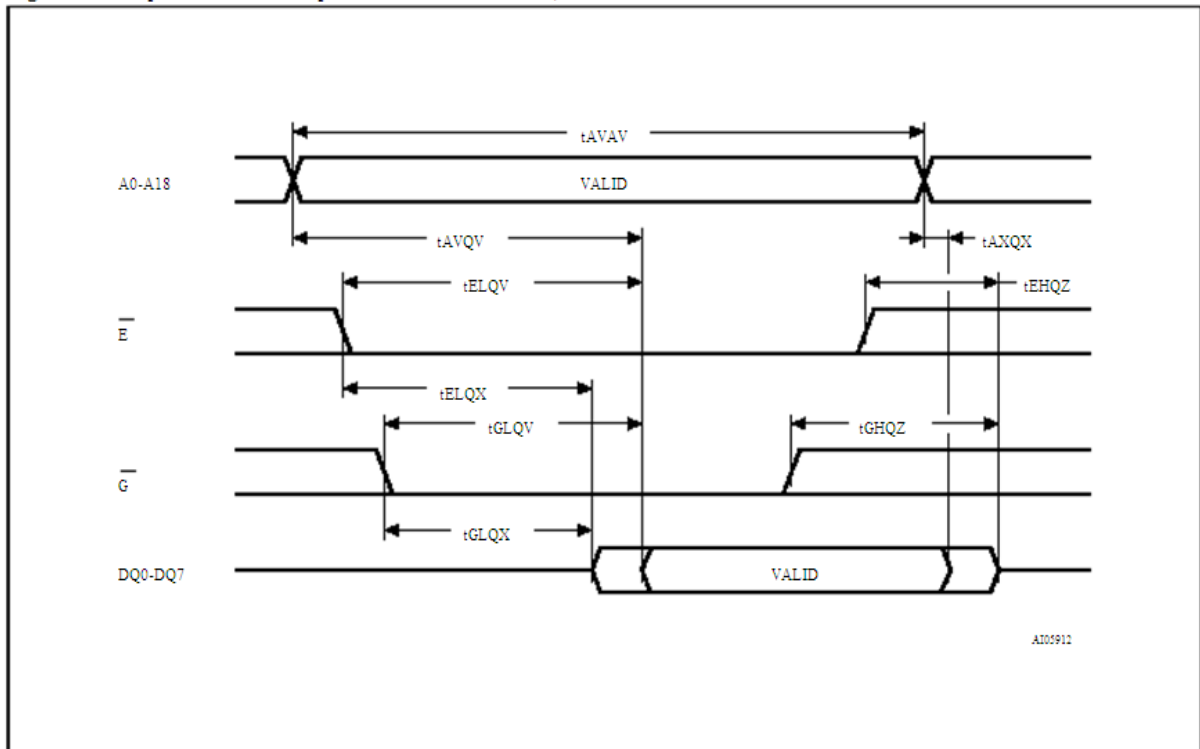 tAVAV
A0-A18
VALID
tAVQV
tAXQX
tELQV
tEHQZ
E
tELQX
tGLQV
tGHQZ
G
tGLQX
DQ0-DQ7
VALID
AI05912